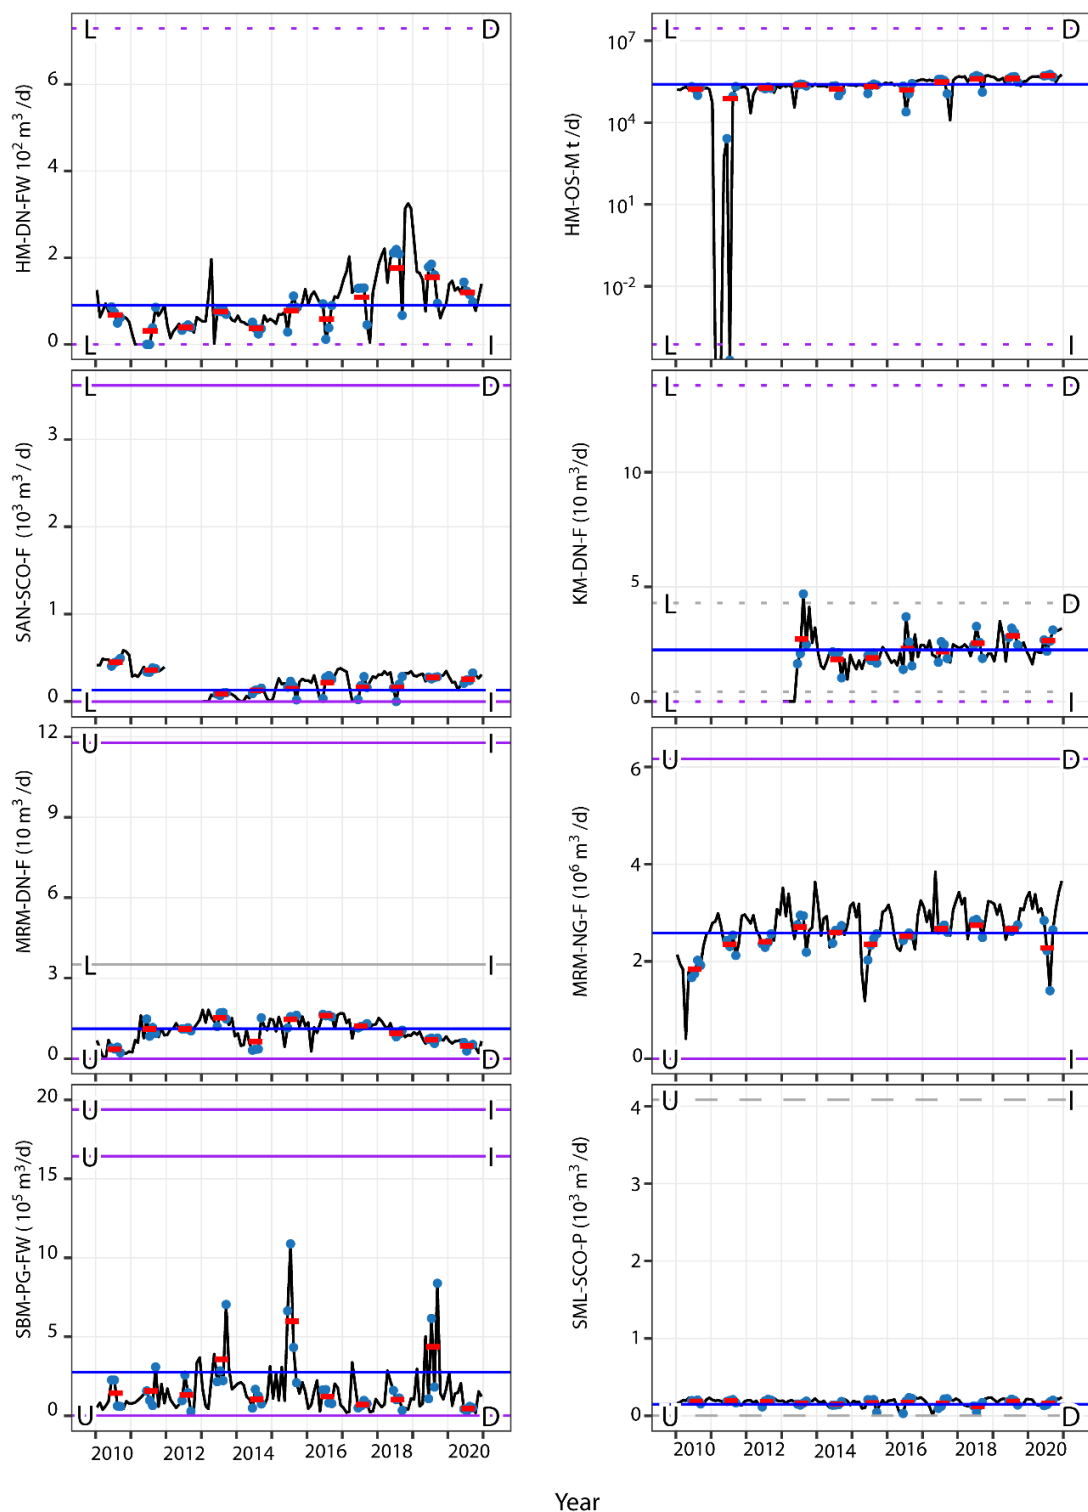 HM-DN-FW 10² m³ /d)
6
4
2
0
L D
L I
HM-OS-M t /d)
10⁷
10⁴
10¹
10⁻²
L D
L I
SAN-SCO-F (10³ m³ / d)
3
2
1
0
L D
L I
KM-DN-F (10 m³/d)
10
5
0
L D
L D
L I
MRM-DN-F (10 m³ /d)
12
9
6
3
0
U I
L I
U D
MRM-NG-F (10⁶ m³ /d)
6
4
2
0
U D
U I
SBM-PG-FW ( 10⁵ m³/d)
20
15
10
5
0
U I
U I
U D
2010 2012 2014 2016 2018 2020
SML-SCO-P (10³ m³ /d)
4
3
2
1
0
U I
U D
2010 2012 2014 2016 2018 2020
Year